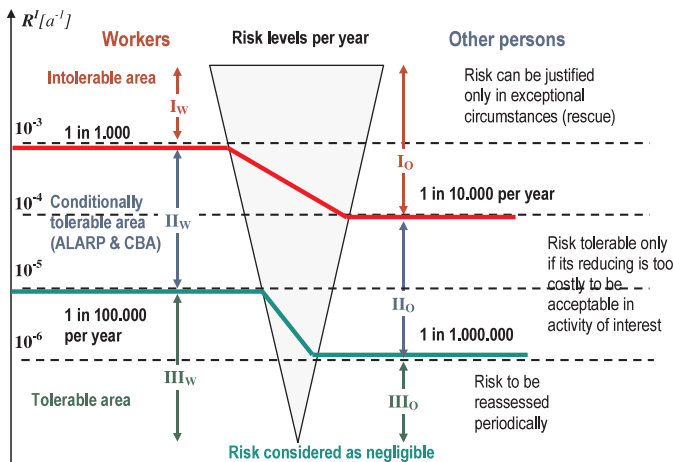 R^I [a^-1]
Workers
Risk levels per year
Other persons
Intolerable area
I_W
Risk can be justified
only in exceptional
circumstances (rescue)
10^-3
1 in 1.000
I_O
10^-4
1 in 10.000 per year
Conditionally
tolerable area
(ALARP & CBA)
II_W
Risk tolerable only
if its reducing is too
costly to be
acceptable in
activity of interest
10^-5
II_O
1 in 100.000
per year
1 in 1.000.000
10^-6
III_W
III_O
Risk to be
reassessed
periodically
Tolerable area
Risk considered as negligible